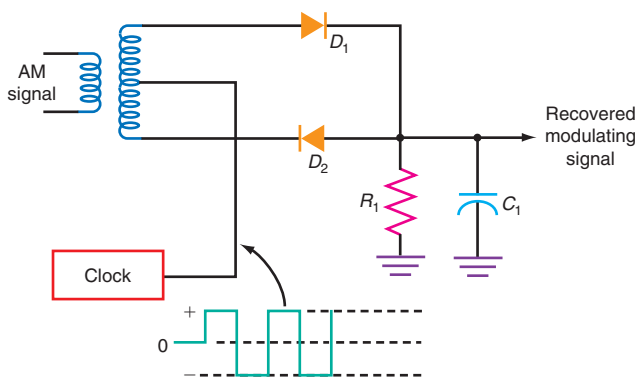 D1
AM
signal
Recovered
modulating
signal
D2
R1
C1
Clock
+
0
−